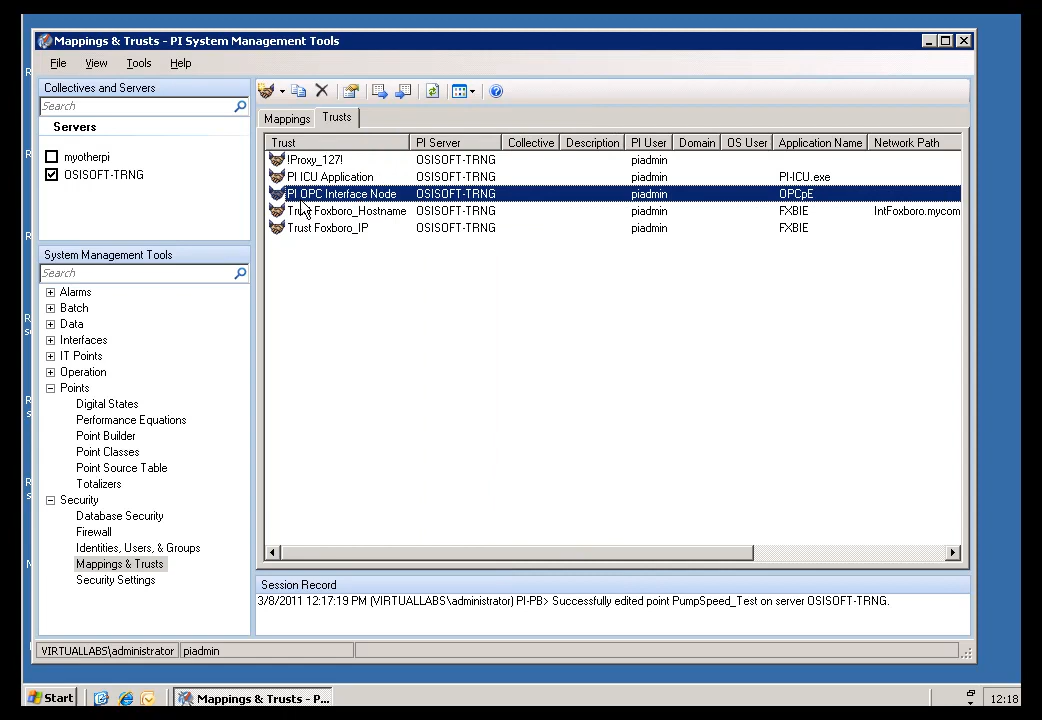 Mappings & Trusts - PI System Management Tools
File View Tools Help
Collectives and Servers
Search
Servers
myotherpi
OSISOFT-TRNG
System Management Tools
Search
Alarms
Batch
Data
Interfaces
IT Points
Operation
Points
Digital States
Performance Equations
Point Builder
Point Classes
Point Source Table
Totalizers
Security
Database Security
Firewall
Identities, Users, & Groups
Mappings & Trusts
Security Settings
Mappings Trusts
Trust PI Server Collective Description PI User Domain OS User Application Name Network Path
!Proxy_127! OSISOFT-TRNG piadmin
PI ICU Application OSISOFT-TRNG piadmin PI-ICU.exe
PI OPC Interface Node OSISOFT-TRNG piadmin OPCpE
Trust Foxboro_Hostname OSISOFT-TRNG piadmin FXBIE IntFoxboro.mycom
Trust Foxboro_IP OSISOFT-TRNG piadmin FXBIE
Session Record
3/8/2011 12:17:19 PM (VIRTUALLABS\administrator) PI-PB> Successfully edited point PumpSpeed_Test on server OSISOFT-TRNG.
VIRTUALLABS\administrator piadmin
Start Mappings & Trusts - P... 12:18